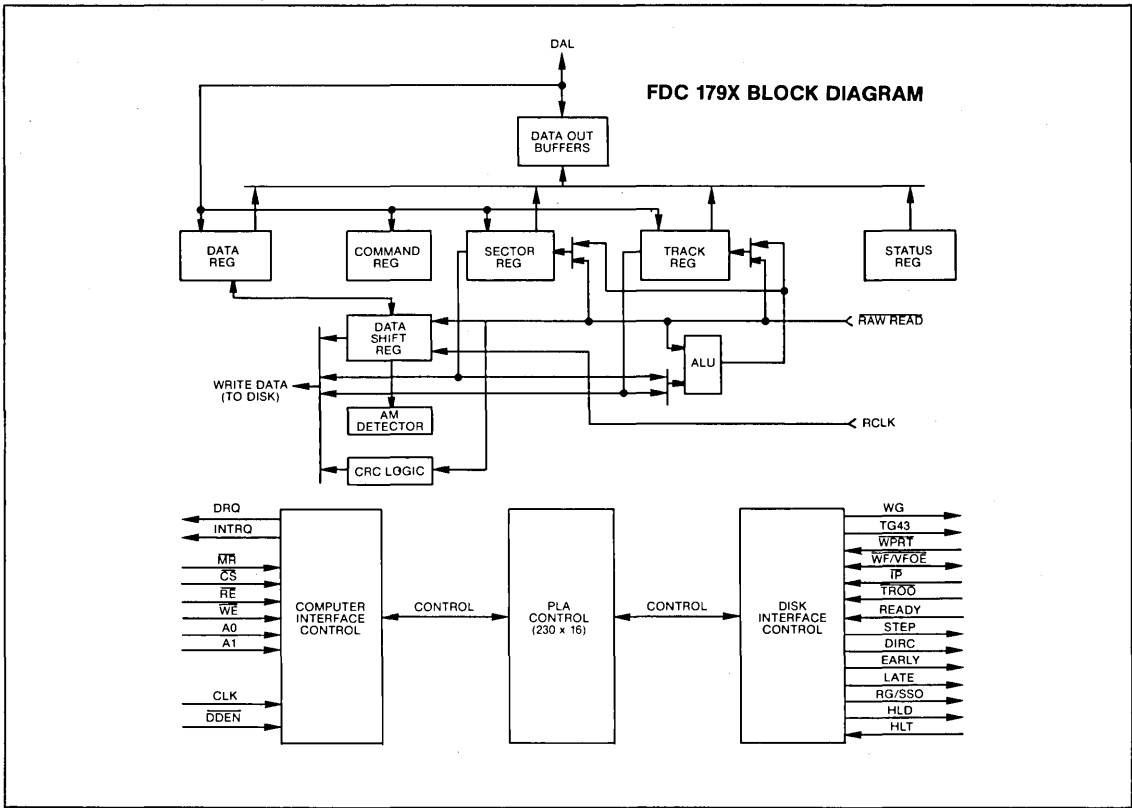 DAL
FDC 179X BLOCK DIAGRAM
DATA OUT
BUFFERS
DATA
REG
COMMAND
REG
SECTOR
REG
TRACK
REG
STATUS
REG
DATA
SHIFT
REG
RAW READ
ALU
WRITE DATA
(TO DISK)
AM
DETECTOR
RCLK
CRC LOGIC
DRQ
INTRQ
MR
CS
RE
WE
A0
A1
CLK
DDEN
COMPUTER
INTERFACE
CONTROL
CONTROL
PLA
CONTROL
(230 x 16)
CONTROL
DISK
INTERFACE
CONTROL
WG
TG43
WPRT
WF/VFOE
IP
TROO
READY
STEP
DIRC
EARLY
LATE
RG/SSO
HLD
HLT